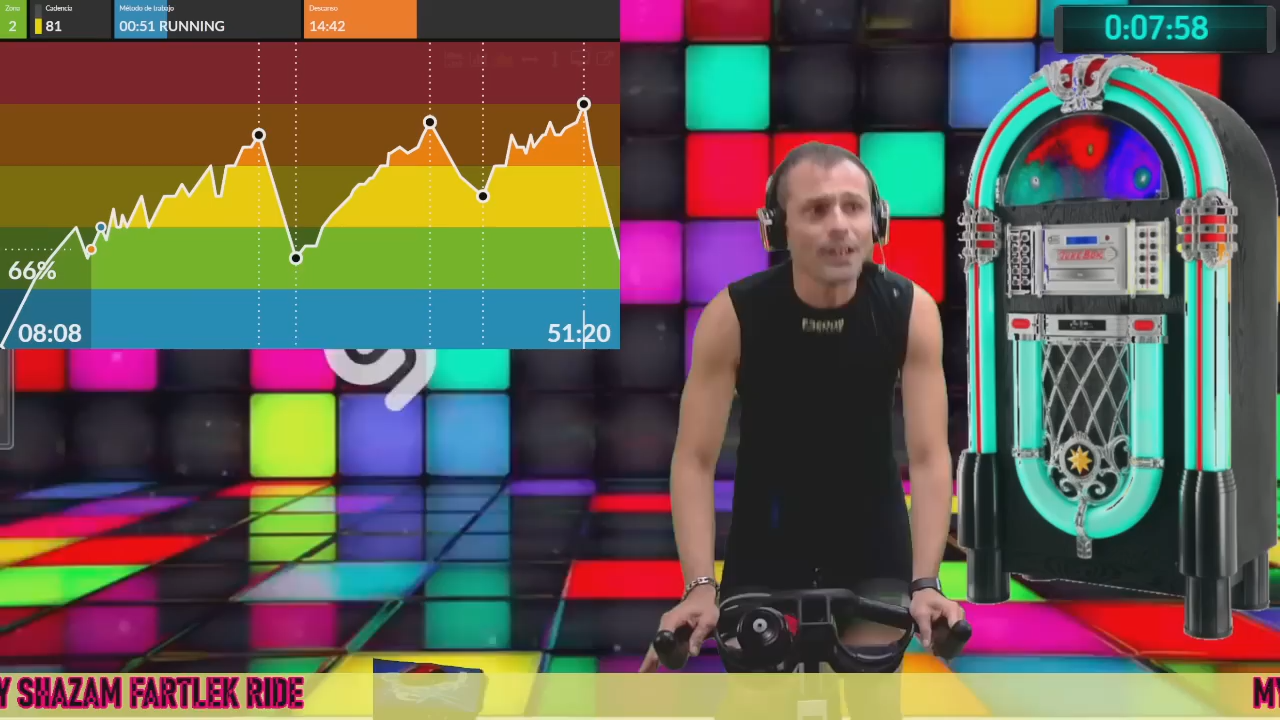 Zona
2
Cadencia
81
Método de trabajo
00:51 RUNNING
Descanso
14:42
0:07:58
66%
08:08
51:20
Y SHAZAM FARTLEK RIDE
MY